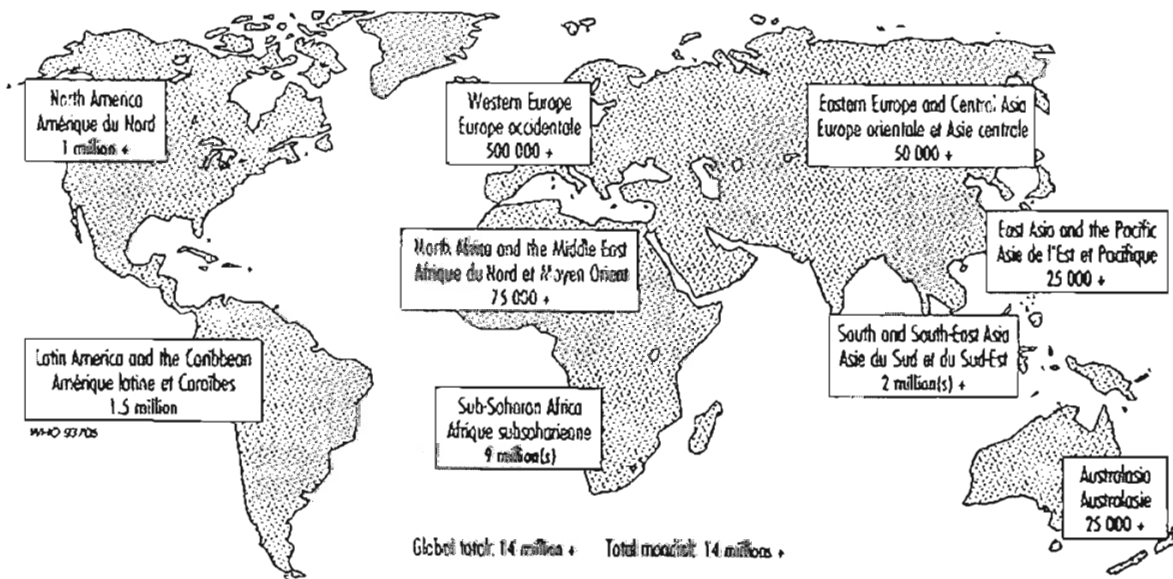 North America
Amérique du Nord
1 million +
Western Europe
Europe occidentale
500 000 +
Eastern Europe and Central Asia
Europe orientale et Asie centrale
50 000 +
North Africa and the Middle East
Afrique du Nord et Moyen Orient
75 000 +
East Asia and the Pacific
Asie de l'Est et Pacifique
25 000 +
Latin America and the Caribbean
Amérique latine et Caraïbes
1.5 million
WHO 93705
South and South-East Asia
Asie du Sud et du Sud-Est
2 million(s) +
Sub-Saharan Africa
Afrique subsaharienne
9 million(s)
Australasia
Australasie
25 000 +
Global total: 14 million + Total mondial: 14 millions +